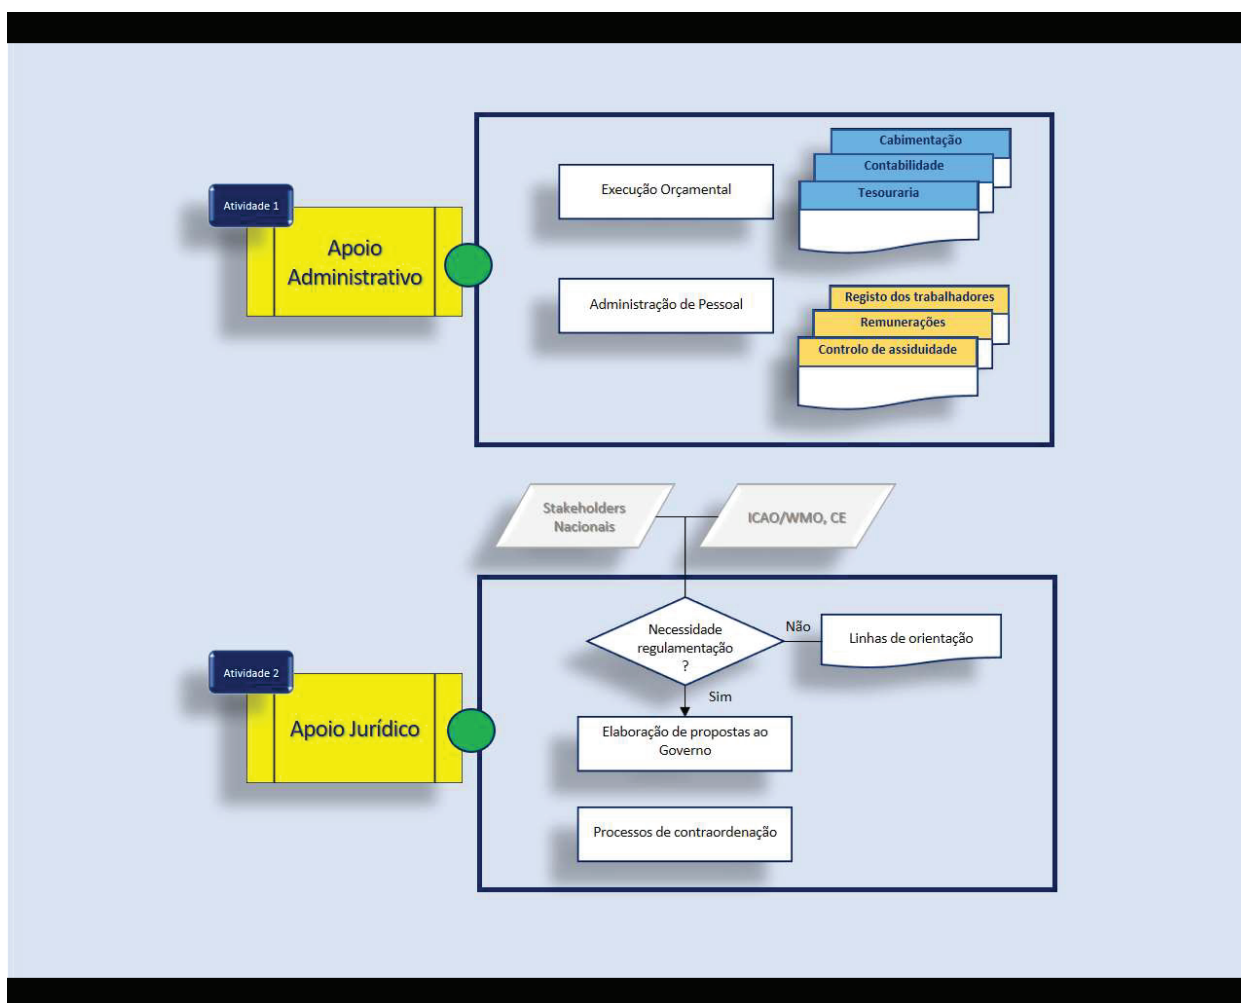 Atividade 1
Apoio
Administrativo
Execução Orçamental
Cabimentação
Contabilidade
Tesouraria
Administração de Pessoal
Registo dos trabalhadores
Remunerações
Controlo de assiduidade
Stakeholders
Nacionais
ICAO/WMO, CE
Atividade 2
Apoio Jurídico
Necessidade
regulamentação
?
Não
Linhas de orientação
Sim
Elaboração de propostas ao
Governo
Processos de contraordenação